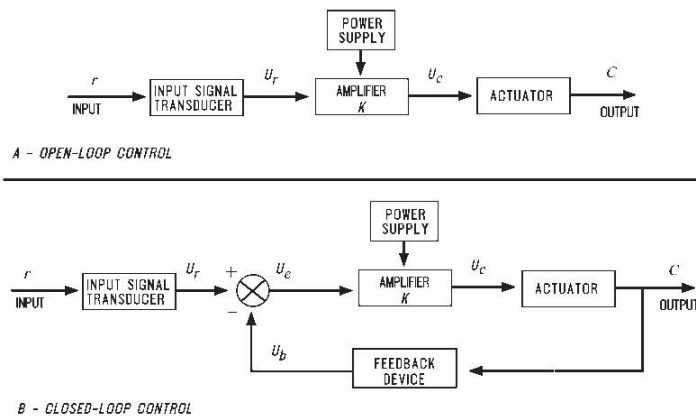 POWER
SUPPLY
r
U_r
U_c
C
INPUT
INPUT SIGNAL
TRANSDUCER
AMPLIFIER
K
ACTUATOR
OUTPUT
A - OPEN-LOOP CONTROL
POWER
SUPPLY
r
U_r
+
U_e
U_c
C
INPUT
INPUT SIGNAL
TRANSDUCER
AMPLIFIER
K
ACTUATOR
OUTPUT
−
U_b
FEEDBACK
DEVICE
B - CLOSED-LOOP CONTROL